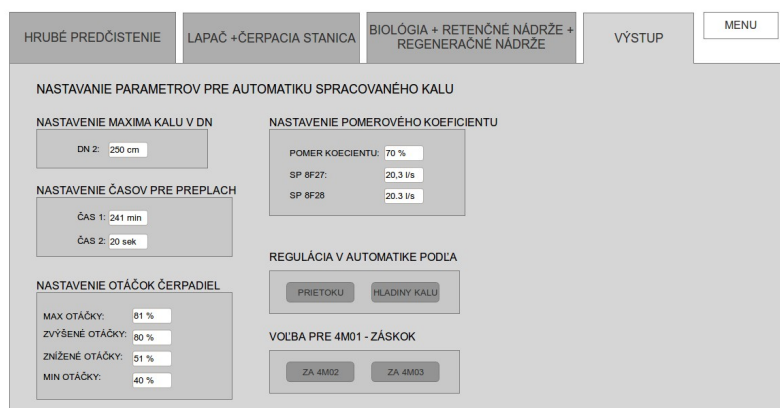 HRUBÉ PREDČISTENIE
LAPAČ +ČERPACIA STANICA
BIOLÓGIA + RETENČNÉ NÁDRŽE +
REGENERAČNÉ NÁDRŽE
VÝSTUP
MENU
NASTAVANIE PARAMETROV PRE AUTOMATIKU SPRACOVANÉHO KALU
NASTAVENIE MAXIMA KALU V DN
DN 2: 250 cm
NASTAVENIE ČASOV PRE PREPLACH
ČAS 1: 241 min
ČAS 2: 20 sek
NASTAVENIE OTÁČOK ČERPADIEL
MAX OTÁČKY: 81 %
ZVÝŠENÉ OTÁČKY: 80 %
ZNÍŽENÉ OTÁČKY: 51 %
MIN OTÁČKY: 40 %
NASTAVENIE POMEROVÉHO KOEFICIENTU
POMER KOECIENTU: 70 %
SP 8F27: 20,3 l/s
SP 8F28 20.3 l/s
REGULÁCIA V AUTOMATIKE PODĽA
PRIETOKU HLADINY KALU
VOĽBA PRE 4M01 - ZÁSKOK
ZA 4M02 ZA 4M03